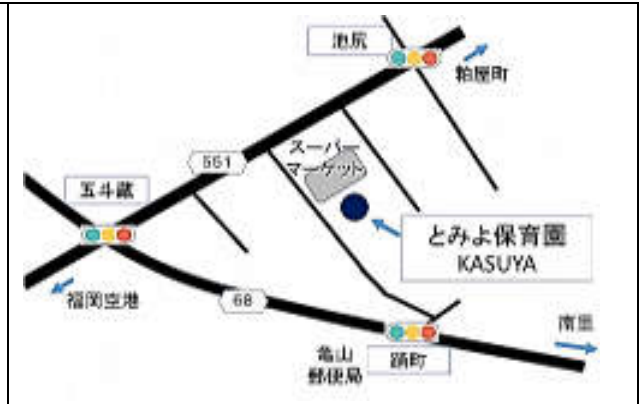 池尻
粕屋町
スーパー
マーケット
551
五斗蔵
とみよ保育園
KASUYA
福岡空港
68
南里
亀山
郵便局